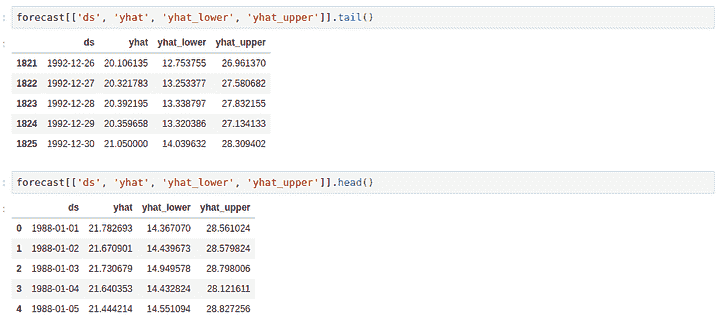 : forecast[['ds', 'yhat', 'yhat_lower', 'yhat_upper']].tail()
: ds yhat yhat_lower yhat_upper
1821 1992-12-26 20.106135 12.753755 26.961370
1822 1992-12-27 20.321783 13.253377 27.580682
1823 1992-12-28 20.392195 13.338797 27.832155
1824 1992-12-29 20.359658 13.320386 27.134133
1825 1992-12-30 21.050000 14.039632 28.309402
: forecast[['ds', 'yhat', 'yhat_lower', 'yhat_upper']].head()
: ds yhat yhat_lower yhat_upper
0 1988-01-01 21.782693 14.367070 28.561024
1 1988-01-02 21.670901 14.439673 28.579824
2 1988-01-03 21.730679 14.949578 28.798006
3 1988-01-04 21.640353 14.432824 28.121611
4 1988-01-05 21.444214 14.551094 28.827256